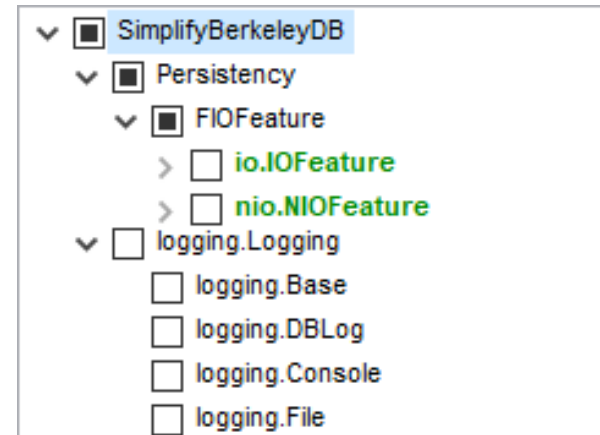 SimplifyBerkeleyDB
Persistency
FIOFeature
io.IOFeature
nio.NIOFeature
logging.Logging
logging.Base
logging.DBLog
logging.Console
logging.File